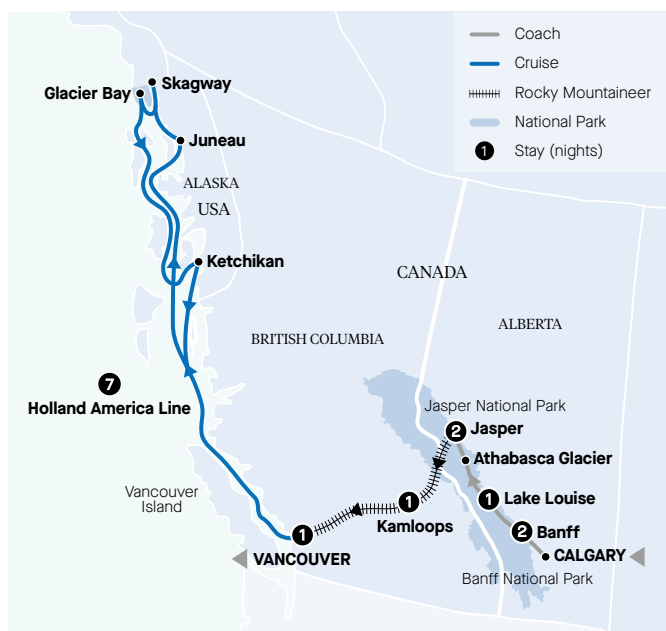 Coach
Cruise
Rocky Mountaineer
National Park
1 Stay (nights)
Skagway
Glacier Bay
Juneau
ALASKA
USA
Ketchikan
CANADA
ALBERTA
BRITISH COLUMBIA
7
Holland America Line
Jasper National Park
2 Jasper
Athabasca Glacier
Vancouver
Island
1 Lake Louise
1
Kamloops
2 Banff
1
VANCOUVER
CALGARY
Banff National Park